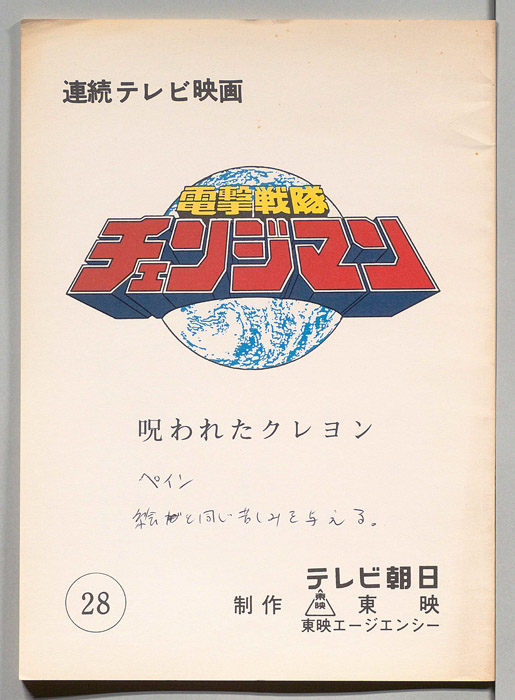 連続テレビ映画
電撃戦隊
チェンジマン
呪われたクレヨン
ペイン
絵がと同じ苦しみを与える。
28
テレビ朝日
制作 東映 東映
東映エージエンシー